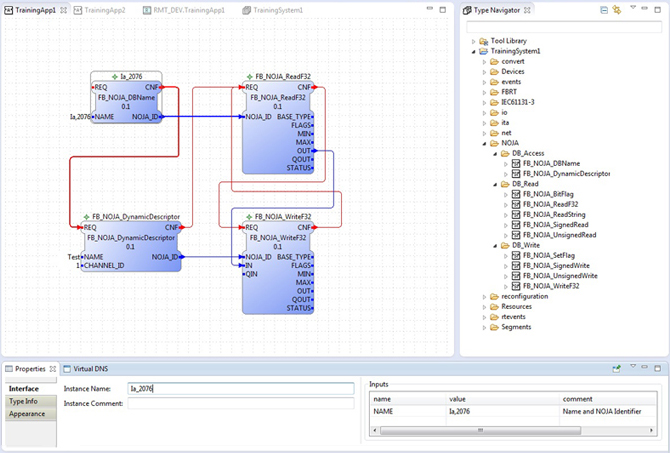 TrainingApp1
TrainingApp2
RMT_DEV.TrainingApp1
TrainingSystem1
Ia_2076
REQ CNF
FB_NOJA_DBName
0.1
Ia_2076 NAME NOJA_ID
FB_NOJA_ReadF32
REQ CNF
FB_NOJA_ReadF32
0.1
NOJA_ID BASE_TYPE
FLAGS
MIN
MAX
OUT
QOUT
STATUS
FB_NOJA_DynamicDescriptor
REQ CNF
FB_NOJA_DynamicDescriptor
0.1
Test NAME NOJA_ID
1 CHANNEL_ID
FB_NOJA_WriteF32
REQ CNF
FB_NOJA_WriteF32
0.1
NOJA_ID BASE_TYPE
IN FLAGS
QIN MIN
MAX
OUT
QOUT
STATUS
Type Navigator
Tool Library
TrainingSystem1
convert
Devices
events
FBRT
IEC61131-3
io
ita
net
NOJA
DB_Access
FB_NOJA_DBName
FB_NOJA_DynamicDescriptor
DB_Read
FB_NOJA_BitFlag
FB_NOJA_ReadF32
FB_NOJA_ReadString
FB_NOJA_SignedRead
FB_NOJA_UnsignedRead
DB_Write
FB_NOJA_SetFlag
FB_NOJA_SignedWrite
FB_NOJA_UnsignedWrite
FB_NOJA_WriteF32
reconfiguration
Resources
rtevents
Segments
Properties
Virtual DNS
Interface
Type Info
Appearance
Instance Name: Ia_2076
Instance Comment:
Inputs
name value comment
NAME Ia,2076 Name and NOJA Identifier